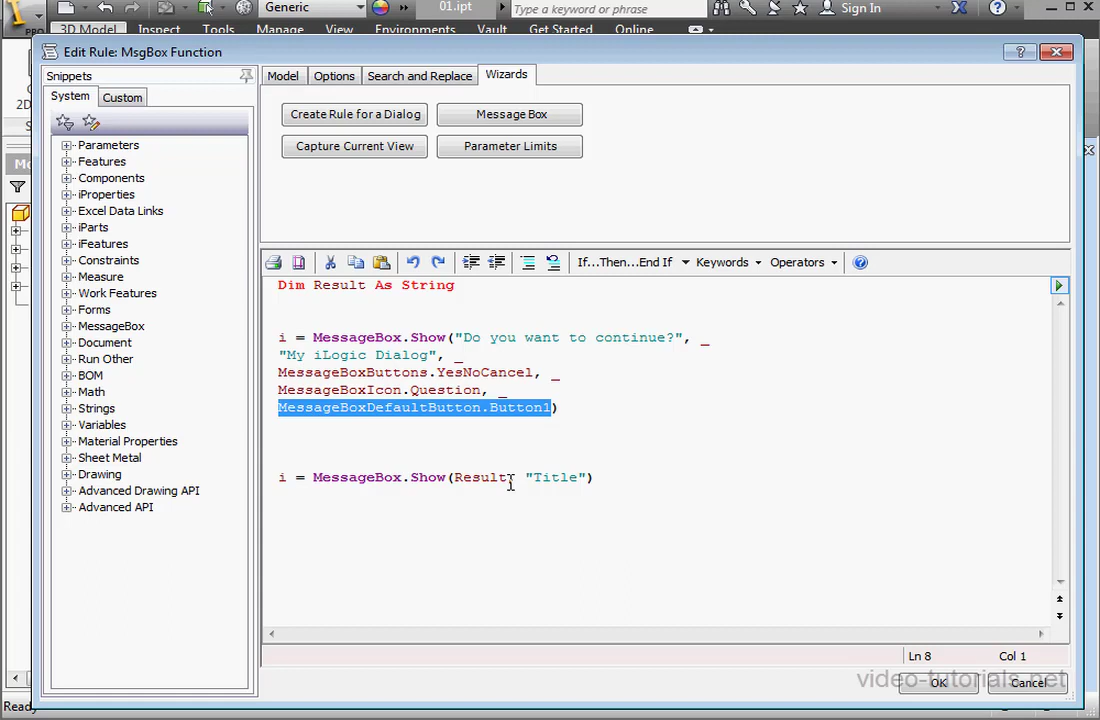 Generic
01.ipt
Type a keyword or phrase
Sign In
PRO
3D Model
Inspect
Tools
Manage
View
Environments
Vault
Get Started
Online
Edit Rule: MsgBox Function
Snippets
System
Custom
Parameters
Features
Components
iProperties
Excel Data Links
iParts
iFeatures
Constraints
Measure
Work Features
Forms
MessageBox
Document
Run Other
BOM
Math
Strings
Variables
Material Properties
Sheet Metal
Drawing
Advanced Drawing API
Advanced API
Model
Options
Search and Replace
Wizards
Create Rule for a Dialog
Message Box
Capture Current View
Parameter Limits
If...Then...End If
Keywords
Operators
Dim Result As String
i = MessageBox.Show("Do you want to continue?", _
"My iLogic Dialog", _
MessageBoxButtons.YesNoCancel, _
MessageBoxIcon.Question, _
MessageBoxDefaultButton.Button1)
i = MessageBox.Show(Result, "Title")
Ln 8
Col 1
OK
Cancel
video-tutorials.net
Ready